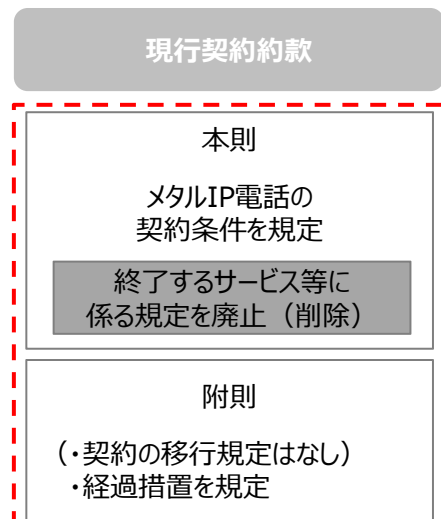 現行契約約款
本則
メタルIP電話の
契約条件を規定
終了するサービス等に
係る規定を廃止（削除）
附則
（・契約の移行規定はなし）
・経過措置を規定